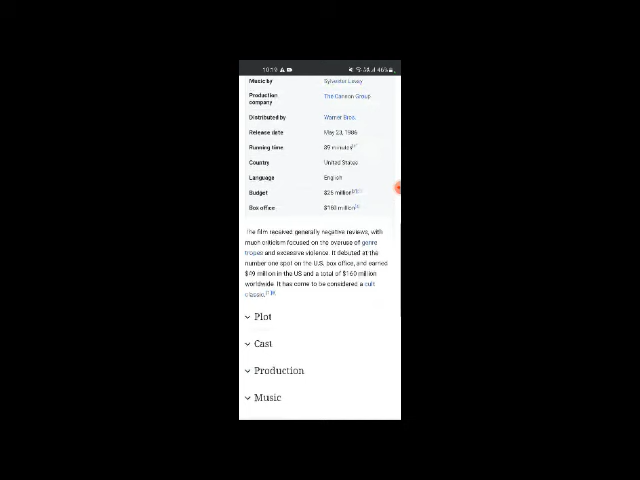 10:19
46%
Music by Sylvester Levay
Production company The Cannon Group
Distributed by Warner Bros.
Release date May 23, 1986
Running time 89 minutes
Country United States
Language English
Budget $25 million
Box office $160 million
The film received generally negative reviews, with
much criticism focused on the overuse of genre
tropes and excessive violence. It debuted at the
number one spot on the U.S. box office, and earned
$49 million in the US and a total of $160 million
worldwide. It has come to be considered a cult
classic.
Plot
Cast
Production
Music